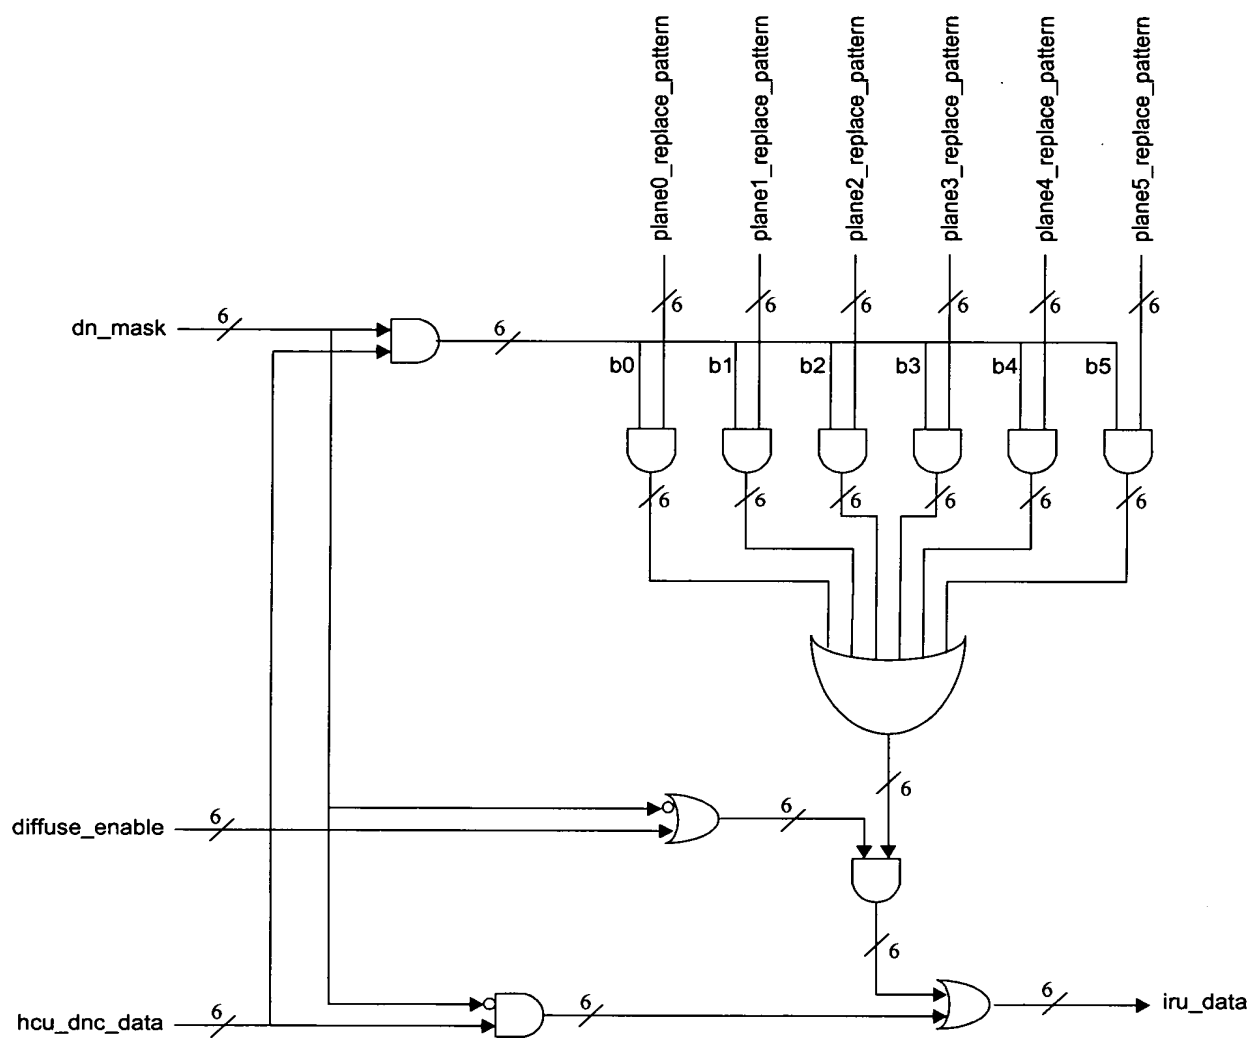 plane0_replace_pattern
plane1_replace_pattern
plane2_replace_pattern
plane3_replace_pattern
plane4_replace_pattern
plane5_replace_pattern
6 6 6 6 6 6
dn_mask 6 6
b0 b1 b2 b3 b4 b5
6 6 6 6 6 6
6
6
diffuse_enable 6
6
hcu_dnc_data 6 6 6 iru_data